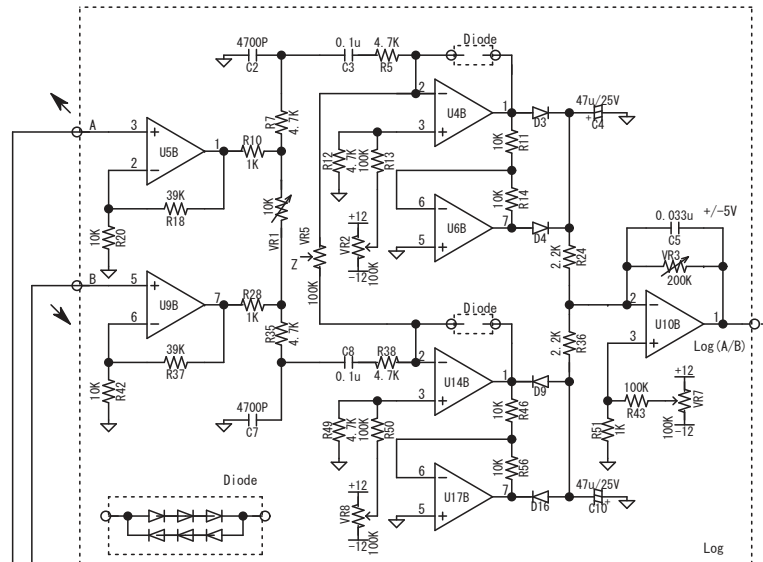 Diode
4700P
C2
0.1u
C3
4.7K
R5
47u/25V
+
C4
A
3
+
2
−
U5B
1
R10
1K
R7
4.7K
2
−
3
+
U4B
1
D3
10K
R11
R12
4.7K
100K
R13
39K
R18
10K
R20
10K
VR1
VR5
Z
100K
+12
VR2
-12
100K
6
−
5
+
U6B
7
10K
R14
D4
R24
2.2K
+/-5V
0.033u
C5
VR3
200K
B
5
+
6
−
U9B
7
R28
1K
R35
4.7K
39K
R37
10K
R42
Diode
C8
0.1u
R38
4.7K
2
−
3
+
U14B
1
D9
R36
2.2K
2
−
3
+
U10B
1
Log(A/B)
4700P
C7
R49
4.7K
100K
R50
10K
R46
10K
R56
100K
R43
+12
VR7
-12
100K
R51
1K
Diode
+12
VR8
-12
100K
6
−
5
+
U17B
7
D16
47u/25V
C10
+
Log